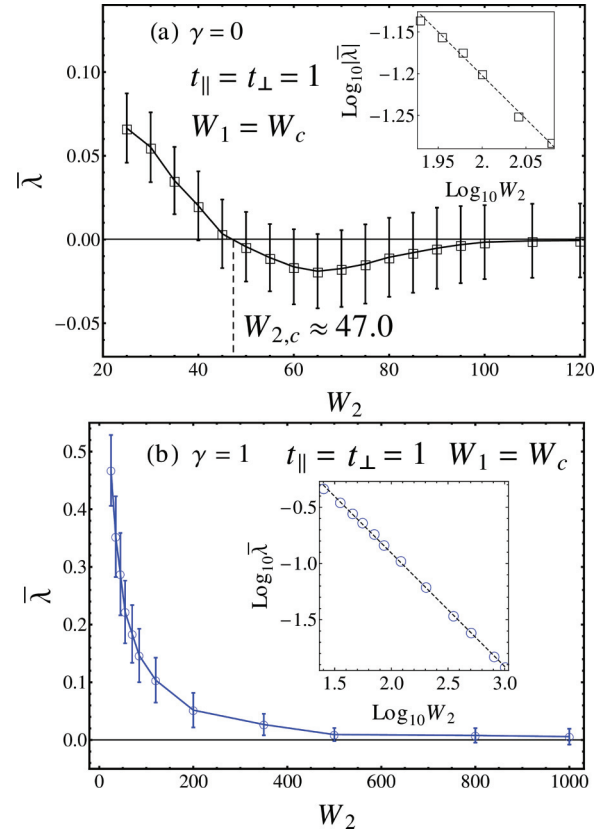 (a) γ=0
t∥ = t⊥ = 1
W₁ = Wc
λ̄
0.10
0.05
0.00
−0.05
W₂,c ≈ 47.0
20 40 60 80 100 120
W₂
Log₁₀|λ̄|
−1.15
−1.2
−1.25
1.95 2.0 2.05
Log₁₀W₂
(b) γ = 1 t∥ = t⊥ = 1 W₁ = Wc
λ̄
0.5
0.4
0.3
0.2
0.1
0.0
0 200 400 600 800 1000
W₂
Log₁₀λ̄
−0.5
−1.0
−1.5
1.5 2.0 2.5 3.0
Log₁₀W₂